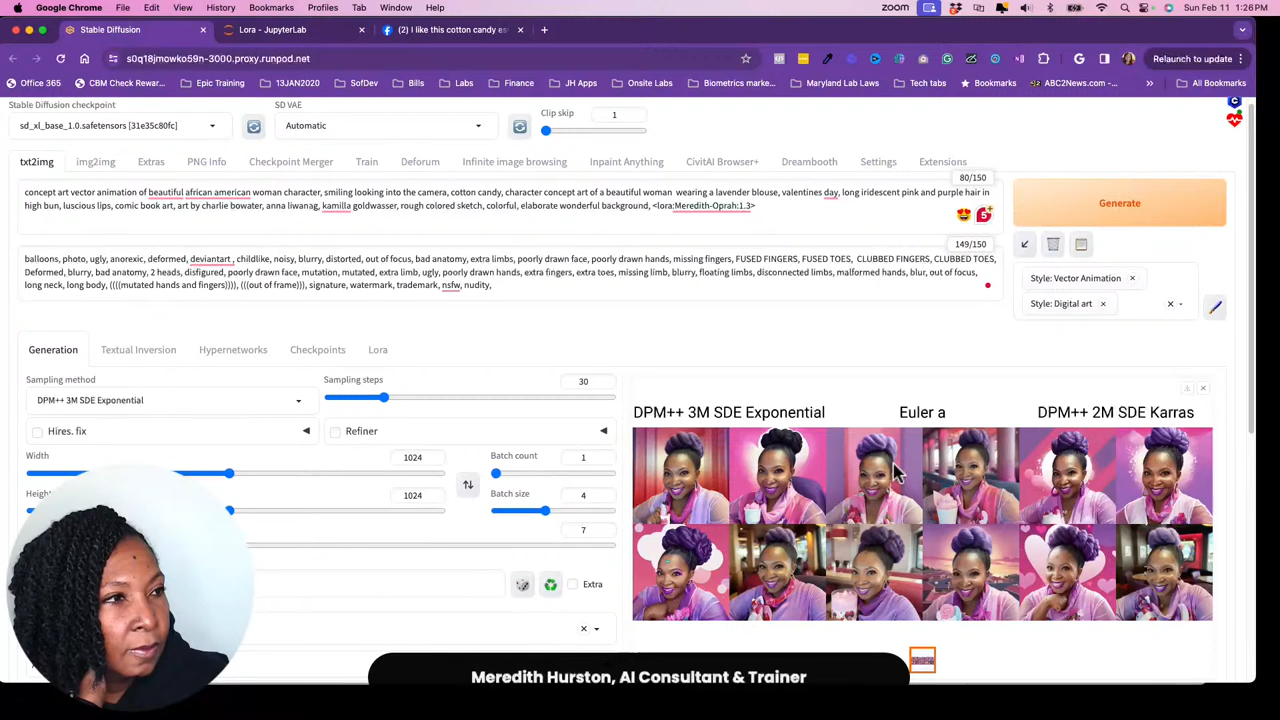 Chrome File Edit View History Bookmarks Profiles Tab Window Help zoom Sun Feb 11 1:26 PM
Stable Diffusion Lora - JupyterLab (2) I like this cotton candy es
s0q18jmowko59n-3000.proxy.runpod.net Relaunch to update
Office 365 CBM Check Rewar... Epic Training 13JAN2020 SofDev Bills Labs Finance JH Apps Onsite Labs Biometrics marke... Maryland Lab Laws Tech tabs Bookmarks ABC2News.com -... » All Bookmarks
Stable Diffusion checkpoint SD VAE Clip skip 1
sd_xl_base_1.0.safetensors [31e35c80fc] Automatic
txt2img img2img Extras PNG Info Checkpoint Merger Train Deforum Infinite image browsing Inpaint Anything CivitAI Browser+ Dreambooth Settings Extensions
80/150
concept art vector animation of beautiful african american woman character, smiling looking into the camera, cotton candy, character concept art of a beautiful woman wearing a lavender blouse, valentines day, long iridescent pink and purple hair in
high bun, luscious lips, comic book art, art by charlie bowater, anna liwanag, kamilla goldwasser, rough colored sketch, colorful, elaborate wonderful background, <lora:Meredith-Oprah:1.3>
5
Generate
149/150
balloons, photo, ugly, anorexic, deformed, deviantart , childlike, noisy, blurry, distorted, out of focus, bad anatomy, extra limbs, poorly drawn face, poorly drawn hands, missing fingers, FUSED FINGERS, FUSED TOES, CLUBBED FINGERS, CLUBBED TOES,
Deformed, blurry, bad anatomy, 2 heads, disfigured, poorly drawn face, mutation, mutated, extra limb, ugly, poorly drawn hands, extra fingers, extra toes, missing limb, blurry, floating limbs, disconnected limbs, malformed hands, blur, out of focus,
long neck, long body, ((((mutated hands and fingers)))), (((out of frame))), signature, watermark, trademark, nsfw, nudity,
Style: Vector Animation
Style: Digital art
Generation Textual Inversion Hypernetworks Checkpoints Lora
Sampling method Sampling steps 30
DPM++ 3M SDE Exponential
Hires. fix Refiner
Width 1024 Batch count 1
1024 Batch size 4
7
Extra
DPM++ 3M SDE Exponential Euler a DPM++ 2M SDE Karras
Meredith Hurston, AI Consultant & Trainer